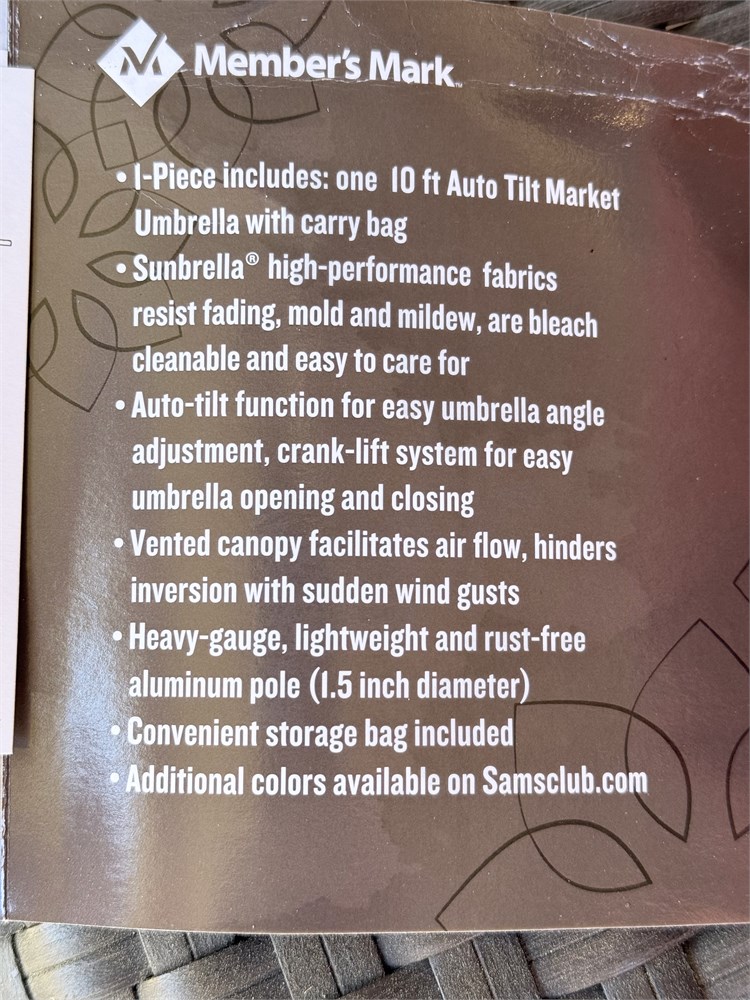 Member's Mark™
• 1-Piece includes: one 10 ft Auto Tilt Market
Umbrella with carry bag
• Sunbrella® high-performance fabrics
resist fading, mold and mildew, are bleach
cleanable and easy to care for
• Auto-tilt function for easy umbrella angle
adjustment, crank-lift system for easy
umbrella opening and closing
• Vented canopy facilitates air flow, hinders
inversion with sudden wind gusts
• Heavy-gauge, lightweight and rust-free
aluminum pole (1.5 inch diameter)
• Convenient storage bag included
• Additional colors available on Samsclub.com